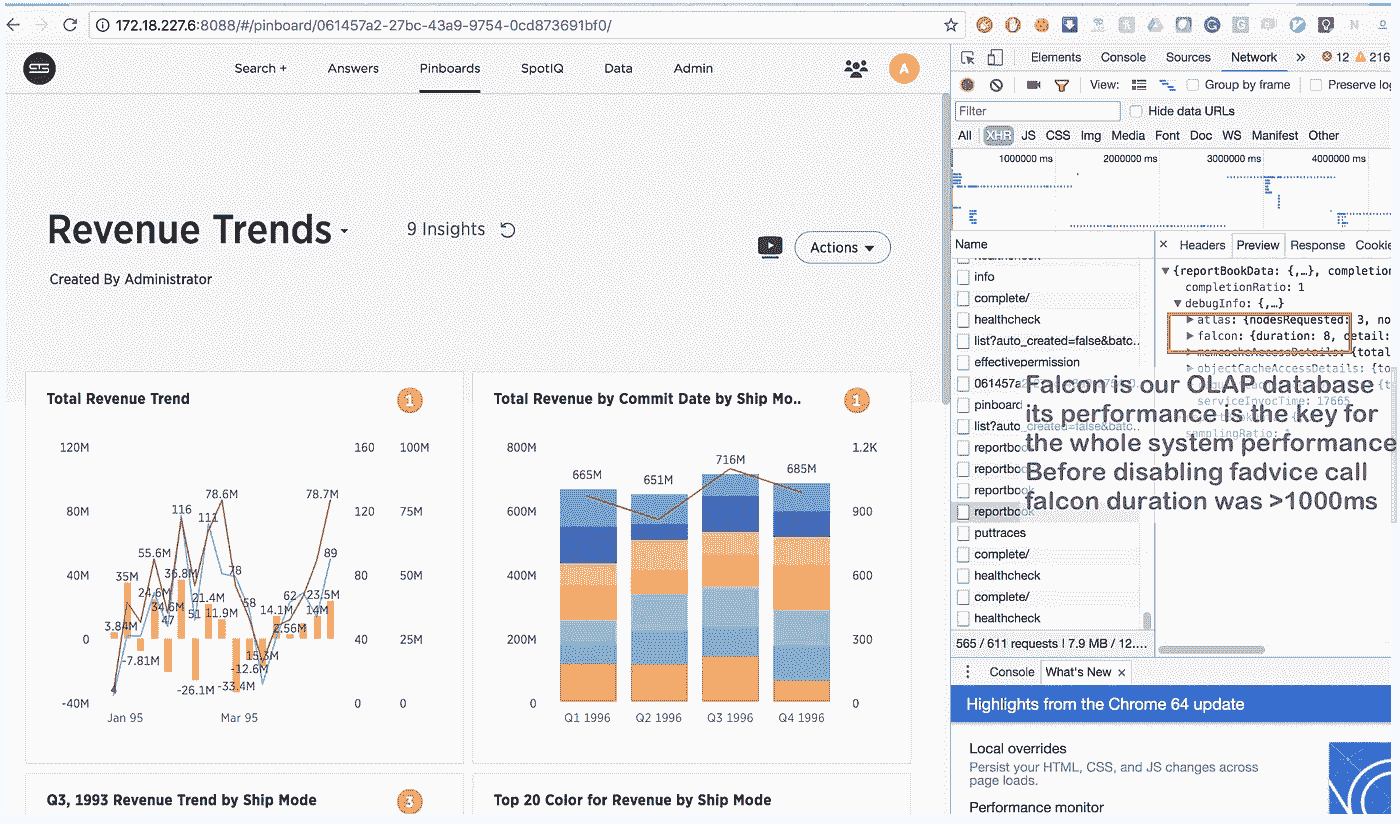 172.18.227.6:8088/#/pinboard/061457a2-27bc-43a9-9754-0cd873691bf0/
Search + Answers Pinboards SpotIQ Data Admin
A
Revenue Trends
9 Insights
Actions
Created By Administrator
Total Revenue Trend
1
120M 160 100M
80M 120 75M
40M 80 50M
0 40 25M
-40M 0 0
78.6M 78.7M
116
111
55.6M
89
35M 24.6M 36.8M 78
34.6M 21.4M 62 23.5M
3.84M 47 51 11.9M 58 14.1M 14M
2.56M
-7.81M 15.3M
-12.6M
-26.1M -33.4M
Jan 95 Mar 95
Total Revenue by Commit Date by Ship Mo..
1
800M 1.2K
600M 900
400M 600
200M 300
0 0
665M 651M 716M 685M
Q1 1996 Q2 1996 Q3 1996 Q4 1996
Q3, 1993 Revenue Trend by Ship Mode
3
Top 20 Color for Revenue by Ship Mode
Elements Console Sources Network » 12 216
View: Group by frame Preserve log
Filter
Hide data URLs
All XHR JS CSS Img Media Font Doc WS Manifest Other
1000000 ms 2000000 ms 3000000 ms 4000000 ms
Name
healthcheck
info
complete/
healthcheck
list?auto_created=false&batc..
effectivepermission
061457a
pinboard
list?auto_created=false&batc..
reportbo
reportbo
reportboo
reportbook
puttraces
complete/
healthcheck
complete/
healthcheck
565 / 611 requests | 7.9 MB / 12....
× Headers Preview Response Cookie
{reportBookData: {,…}, completion
completionRatio: 1
debugInfo: {,…}
atlas: {nodesRequested: 3, no
falcon: {duration: 8, detail:
memcacheAccessDetails: {total
objectCacheAccessDetails: {to
serviceInvocTime: 17665
samplingRatio:
Falcon is our OLAP database
its performance is the key for
the whole system performance
Before disabling fadvice call
falcon duration was >1000ms
Console What's New ×
Highlights from the Chrome 64 update
Local overrides
Persist your HTML, CSS, and JS changes across
page loads.
Performance monitor